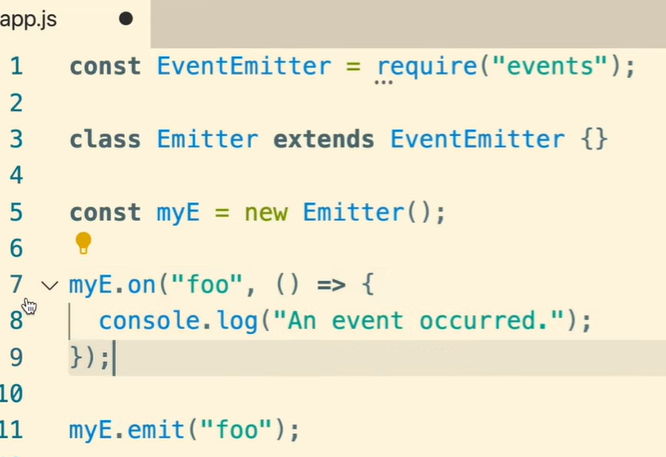 app.js
1 const EventEmitter = require("events");
2
3 class Emitter extends EventEmitter {}
4
5 const myE = new Emitter();
6
7 myE.on("foo", () => {
8 console.log("An event occurred.");
9 });
10
11 myE.emit("foo");